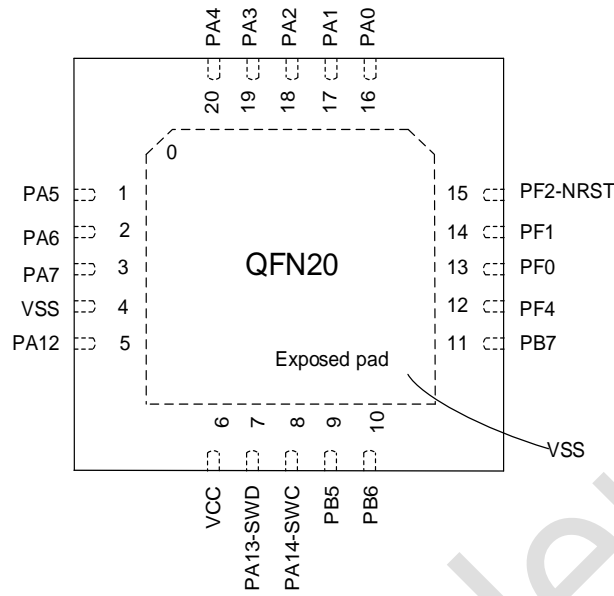 PA4 PA3 PA2 PA1 PA0
20 19 18 17 16
0
PA5 1
PA6 2
PA7 3
VSS 4
PA12 5
QFN20
Exposed pad
15 PF2-NRST
14 PF1
13 PF0
12 PF4
11 PB7
VSS
6 7 8 9 10
VCC PA13-SWD PA14-SWC PB5 PB6